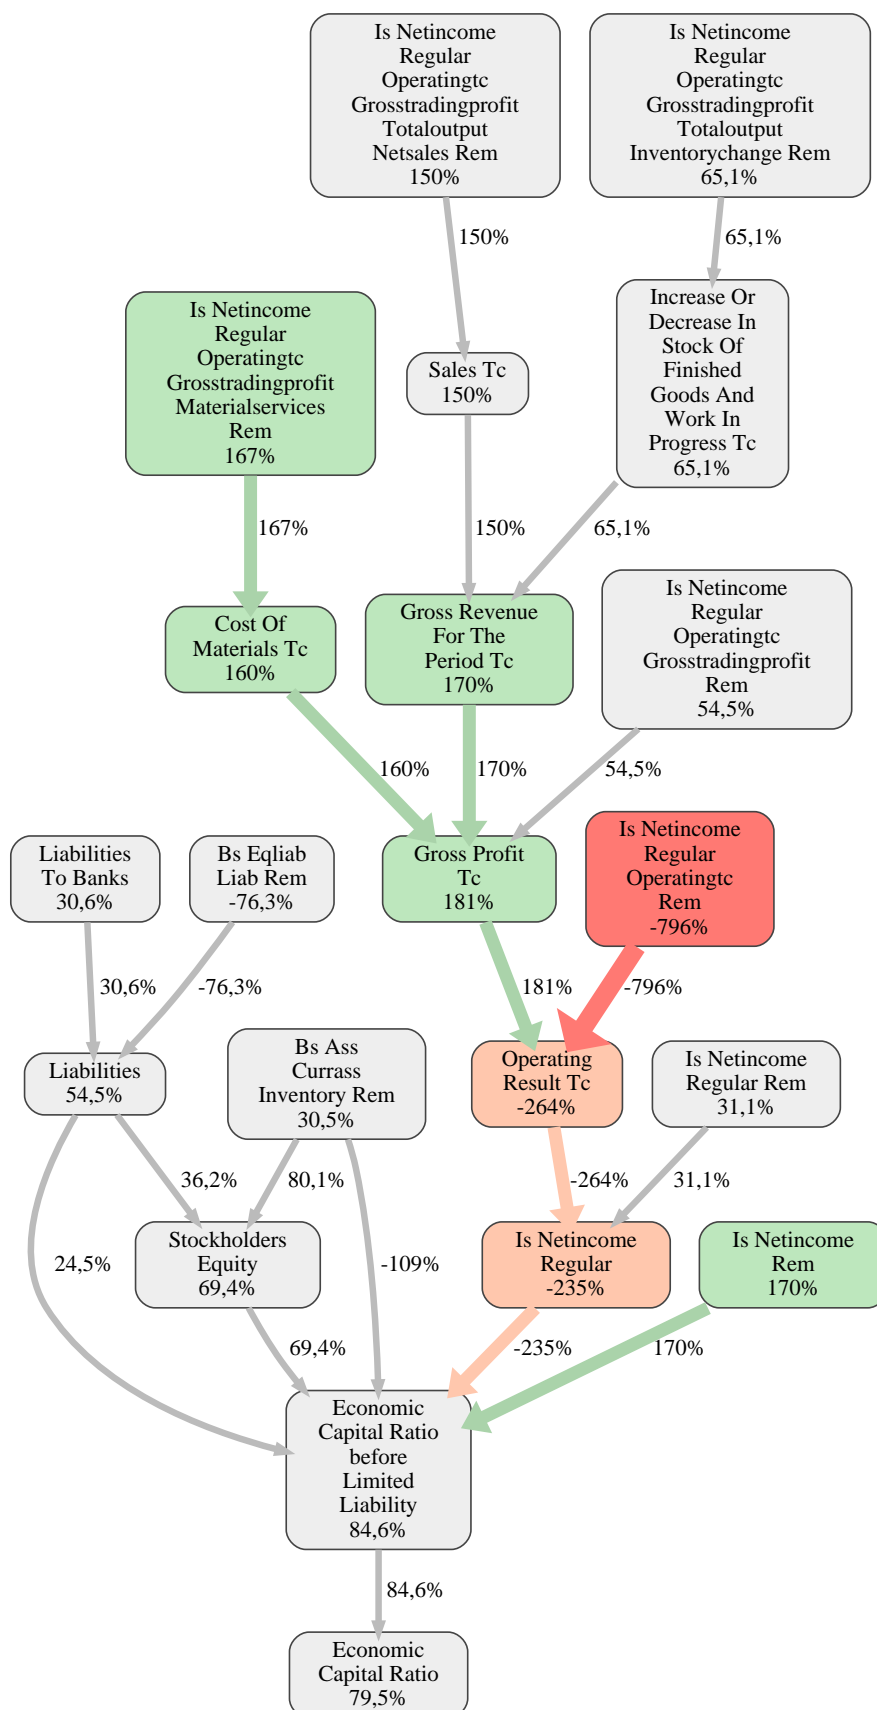 Is Netincome
Regular
Operatingtc
Grosstradingprofit
Totaloutput
Netsales Rem
150%
Is Netincome
Regular
Operatingtc
Grosstradingprofit
Totaloutput
Inventorychange Rem
65,1%
150%
65,1%
Is Netincome
Regular
Operatingtc
Grosstradingprofit
Materialservices
Rem
167%
Sales Tc
150%
Increase Or
Decrease In
Stock Of
Finished
Goods And
Work In
Progress Tc
65,1%
167%
150%
65,1%
Cost Of
Materials Tc
160%
Gross Revenue
For The
Period Tc
170%
Is Netincome
Regular
Operatingtc
Grosstradingprofit
Rem
54,5%
160%
170%
54,5%
Liabilities
To Banks
30,6%
Bs Eqliab
Liab Rem
-76,3%
Gross Profit
Tc
181%
Is Netincome
Regular
Operatingtc
Rem
-796%
30,6%
-76,3%
181%
-796%
Liabilities
54,5%
Bs Ass
Currass
Inventory Rem
30,5%
Operating
Result Tc
-264%
Is Netincome
Regular Rem
31,1%
36,2%
80,1%
-264%
31,1%
24,5%
Stockholders
Equity
69,4%
-109%
Is Netincome
Regular
-235%
Is Netincome
Rem
170%
69,4%
-235%
170%
Economic
Capital Ratio
before
Limited
Liability
84,6%
84,6%
Economic
Capital Ratio
79,5%